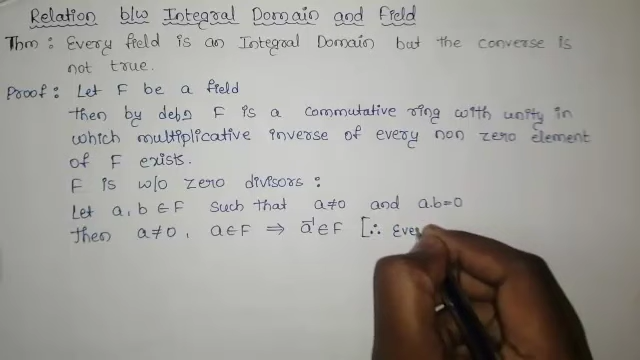 Relation b/w Integral Domain and Field
Thm : Every field is an Integral Domain but the converse is
not true.
Proof : Let F be a field
then by defn F is a commutative ring with unity in
which multiplicative inverse of every non zero element
of F exists.
F is w/o zero divisors :
Let a, b ∈ F such that a≠0 and a.b=0
Then a≠0, a∈F ⇒ a⁻¹∈F [∴ Eve